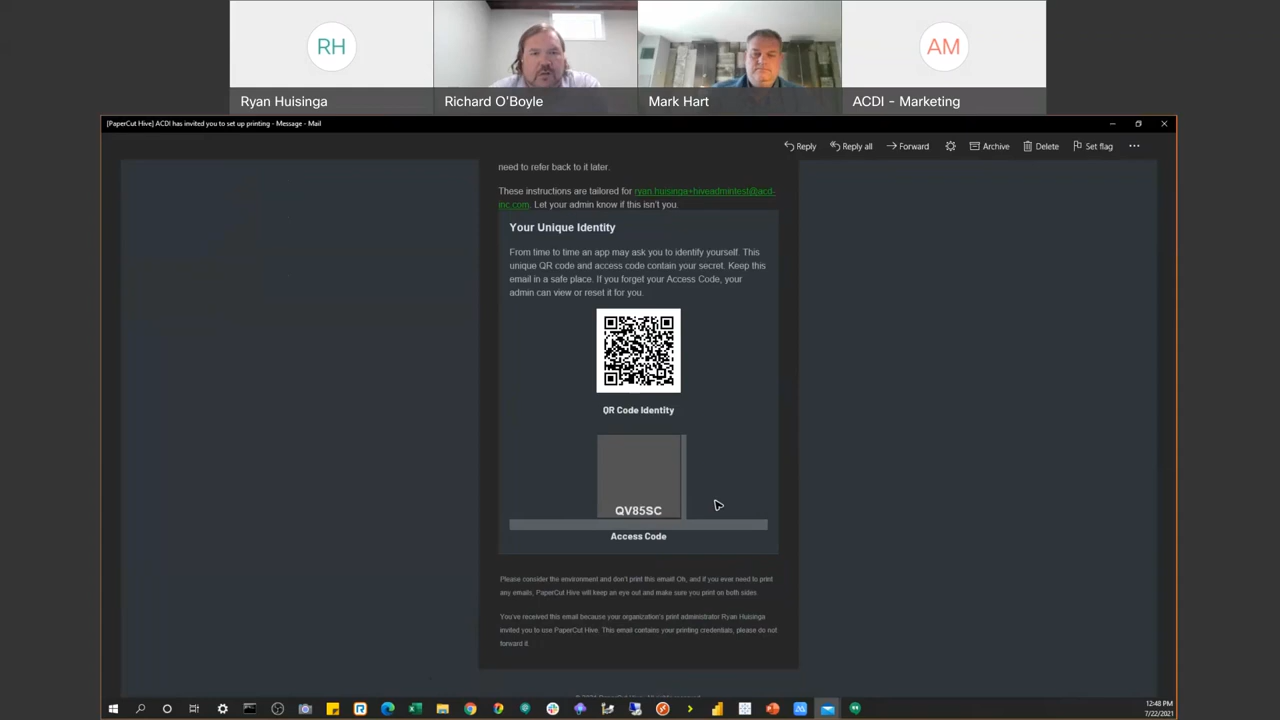 RH
AM
Ryan Huisinga
Richard O'Boyle
Mark Hart
ACDI - Marketing
[PaperCut Hive] ACDI has invited you to set up printing - Message - Mail
Reply
Reply all
Forward
Archive
Delete
Set flag
need to refer back to it later.
These instructions are tailored for ryan.huisinga+hiveadmintest@acd-
inc.com. Let your admin know if this isn't you.
Your Unique Identity
From time to time an app may ask you to identify yourself. This
unique QR code and access code contain your secret. Keep this
email in a safe place. If you forget your Access Code, your
admin can view or reset it for you.
QR Code Identity
QV85SC
Access Code
Please consider the environment and don't print this email! Oh, and if you ever need to print
any emails, PaperCut Hive will keep an eye out and make sure you print on both sides.
You've received this email because your organization's print administrator Ryan Huisinga
invited you to use PaperCut Hive. This email contains your printing credentials, please do not
forward it.
12:48 PM
7/22/2021